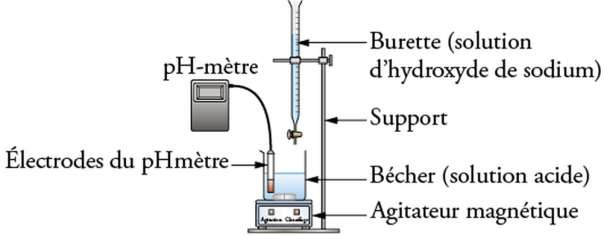 Burette (solution
d'hydroxyde de sodium)
pH-mètre
Support
Électrodes du pHmètre
Bécher (solution acide)
Agitateur magnétique